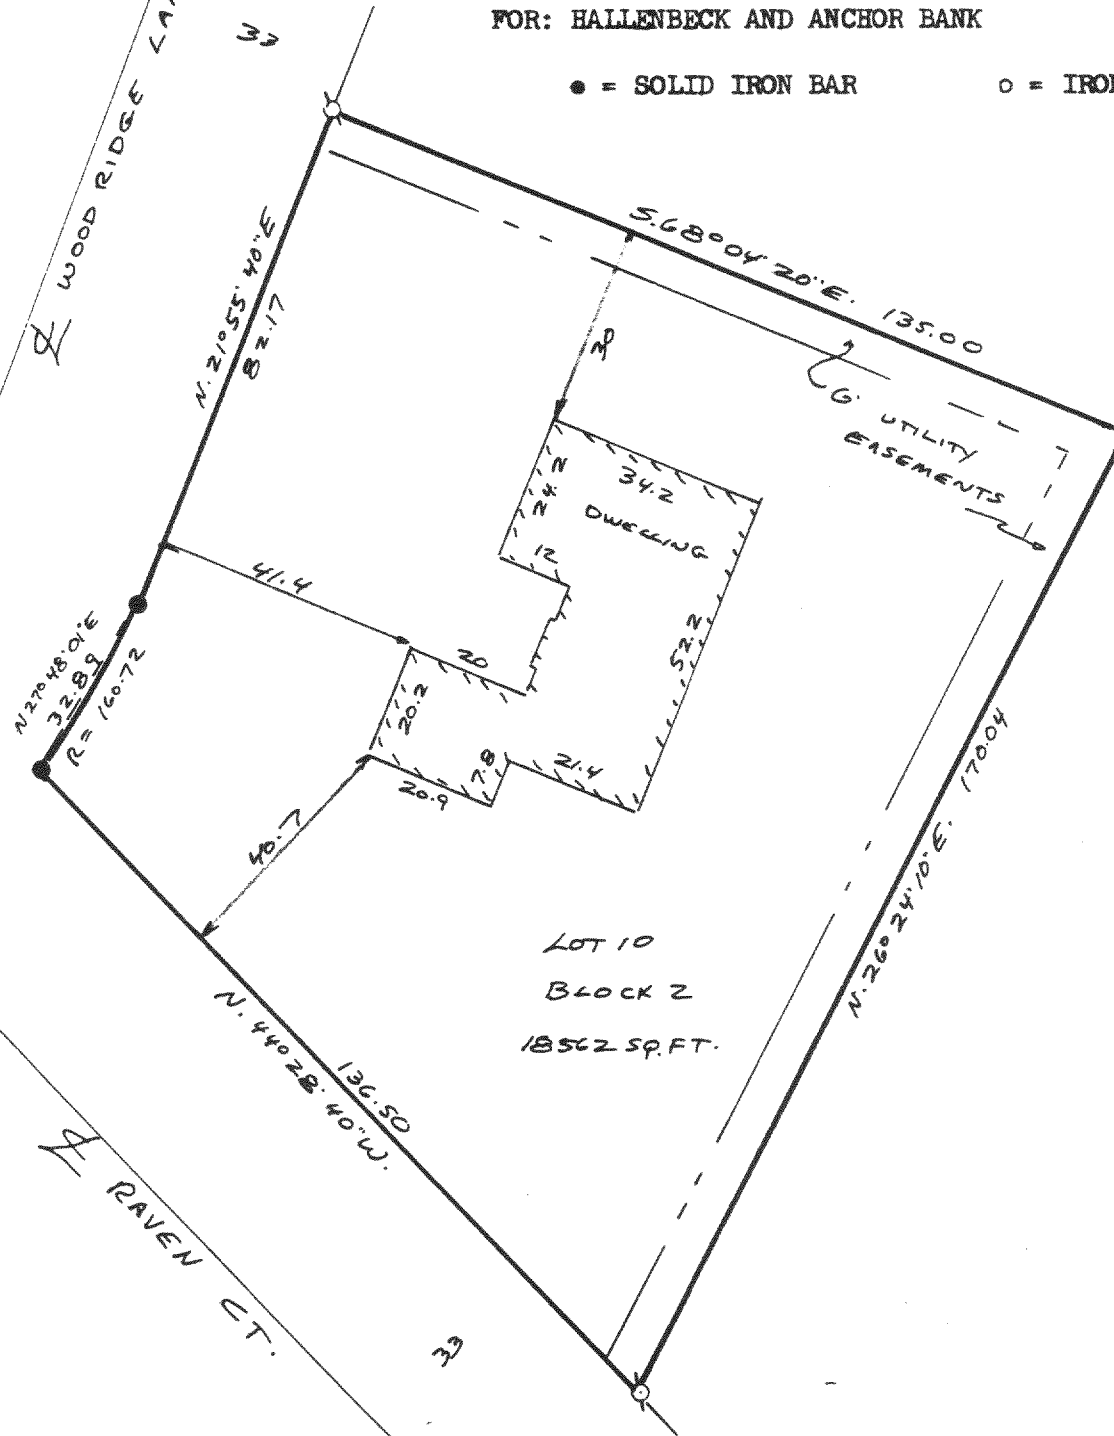 FOR: HALLENBECK AND ANCHOR BANK
● = SOLID IRON BAR
○ = IRON
33
℄ WOOD RIDGE LA
S.68°04'20"E. 135.00
N.21°55'40"E
82.17
30
6' UTILITY
EASEMENTS
34.2
24.2
DWELLING
12
41.4
20
52.2
N27°48'01"E
32.89
R = 160.72
20.2
7.8
21.4
20.9
40.7
N.26°24'10"E. 170.04
LOT 10
BLOCK 2
18562 SQ.FT.
136.50
N.44°28'40"W.
℄ RAVEN CT.
33